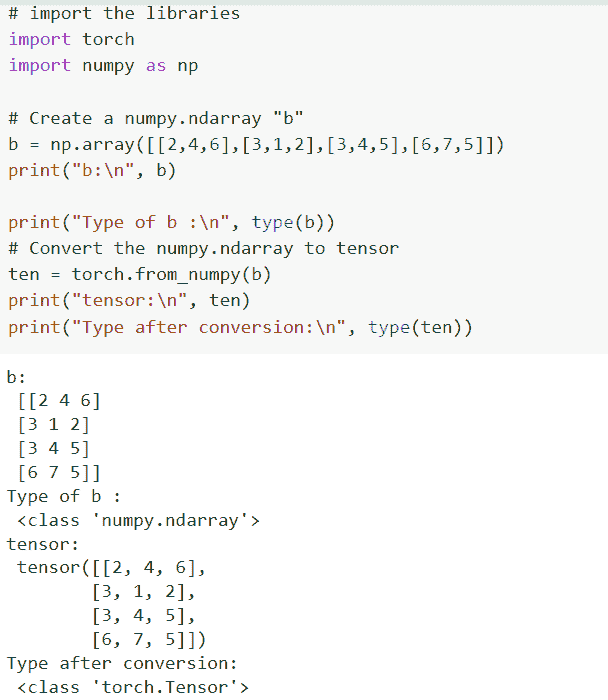 # import the libraries
import torch
import numpy as np
# Create a numpy.ndarray "b"
b = np.array([[2,4,6],[3,1,2],[3,4,5],[6,7,5]])
print("b:\n", b)
print("Type of b :\n", type(b))
# Convert the numpy.ndarray to tensor
ten = torch.from_numpy(b)
print("tensor:\n", ten)
print("Type after conversion:\n", type(ten))
b:
[[2 4 6]
[3 1 2]
[3 4 5]
[6 7 5]]
Type of b :
<class 'numpy.ndarray'>
tensor:
tensor([[2, 4, 6],
[3, 1, 2],
[3, 4, 5],
[6, 7, 5]])
Type after conversion:
<class 'torch.Tensor'>